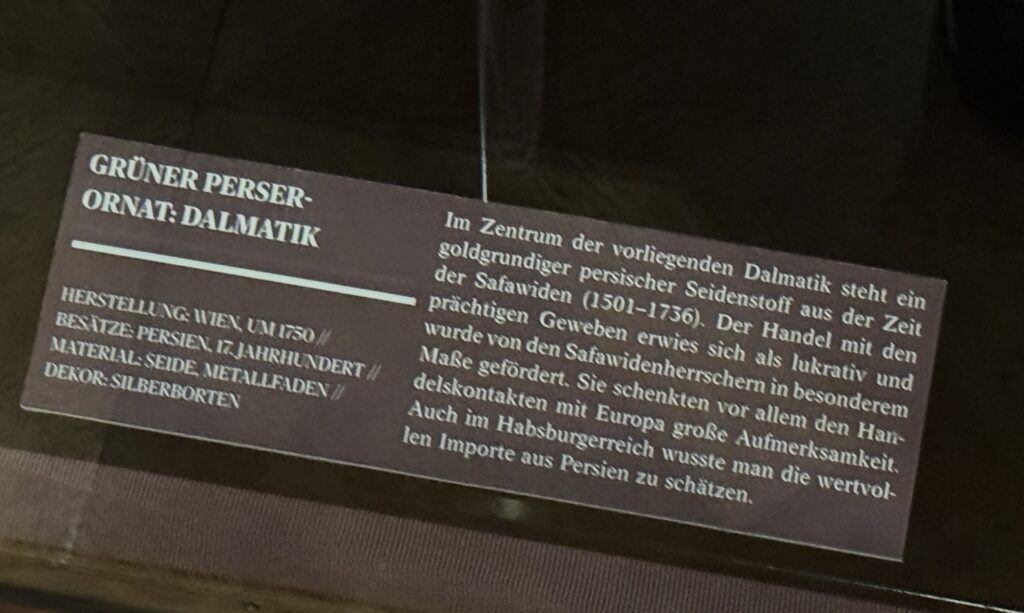 GRÜNER PERSER-
ORNAT: DALMATIK
HERSTELLUNG: WIEN, UM 1750 //
BESÄTZE: PERSIEN, 17. JAHRHUNDERT //
MATERIAL: SEIDE, METALLFADEN //
DEKOR: SILBERBORTEN
Im Zentrum der vorliegenden Dalmatik steht ein
goldgrundiger persischer Seidenstoff aus der Zeit
der Safawiden (1501–1736). Der Handel mit den
prächtigen Geweben erwies sich als lukrativ und
wurde von den Safawidenherrschern in besonderem
Maße gefördert. Sie schenkten vor allem den Han-
delskontakten mit Europa große Aufmerksamkeit.
Auch im Habsburgerreich wusste man die wertvol-
len Importe aus Persien zu schätzen.